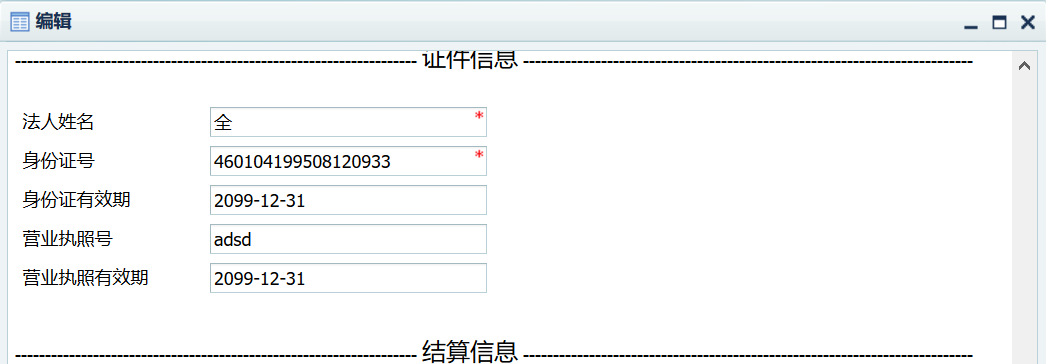 编辑
证件信息
法人姓名 全 *
身份证号 460104199508120933 *
身份证有效期 2099-12-31
营业执照号 adsd
营业执照有效期 2099-12-31
结算信息